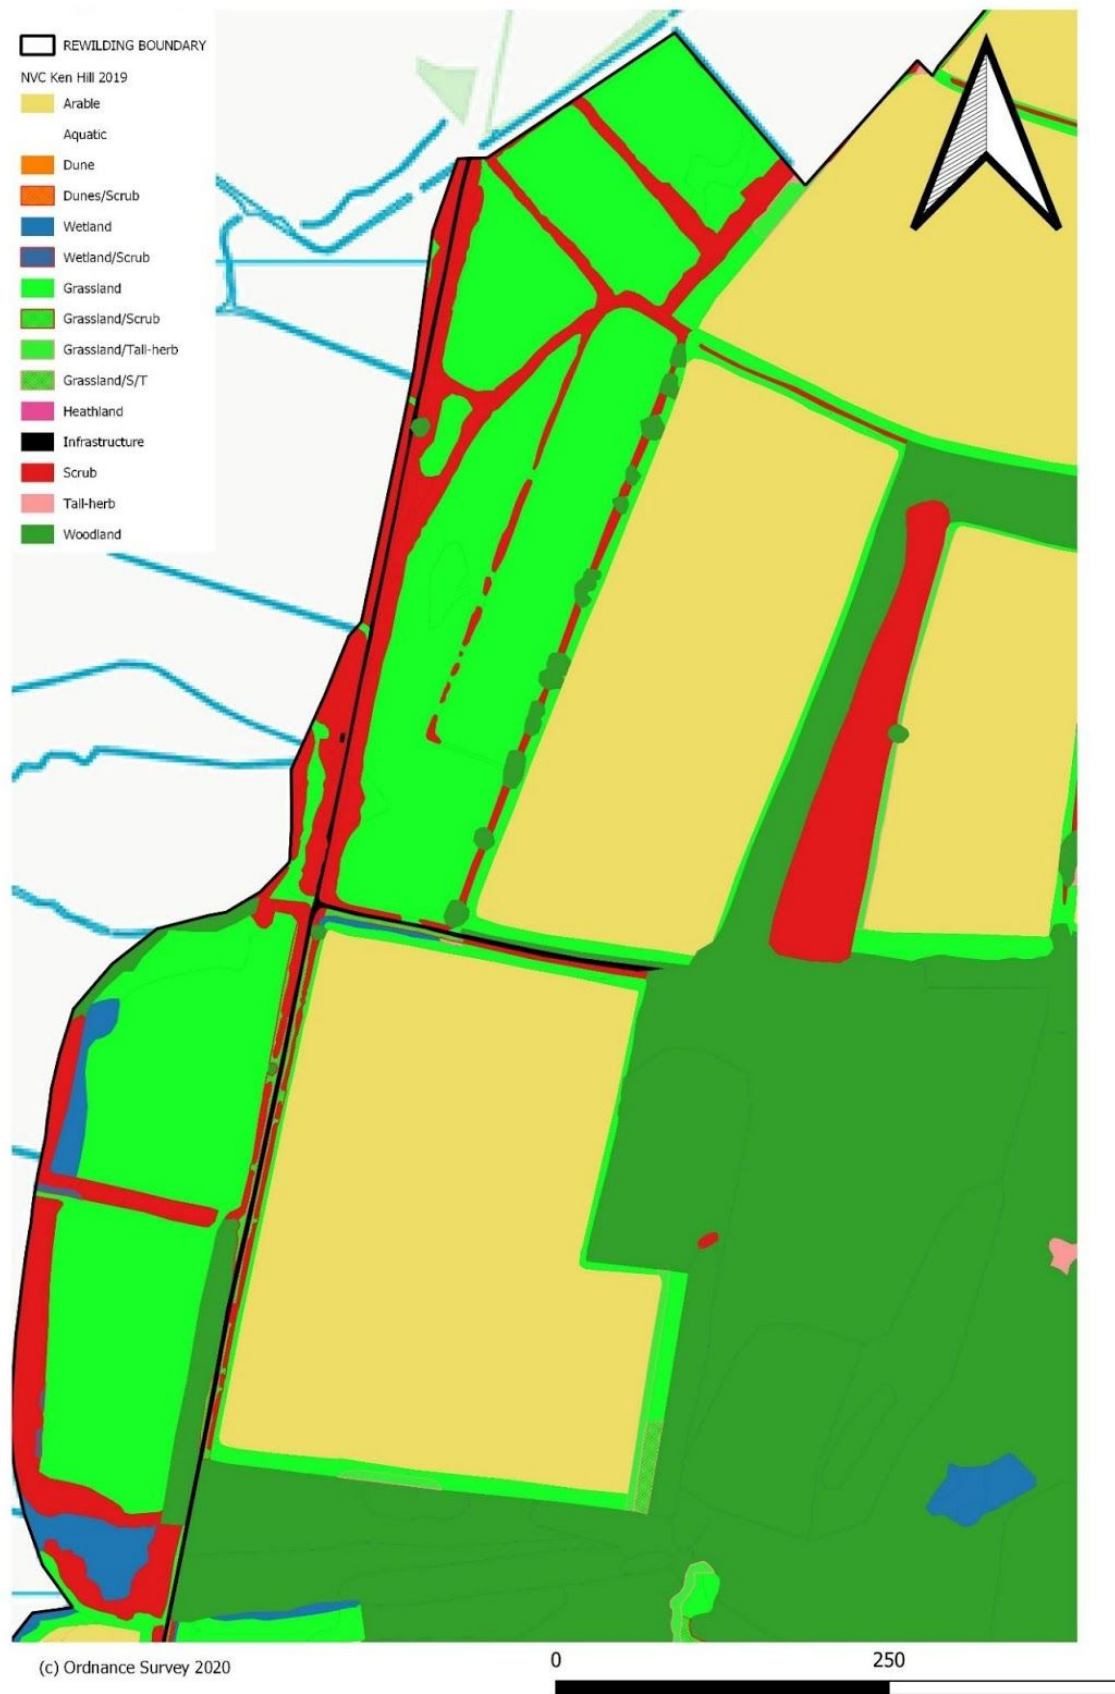 REWILDING BOUNDARY
NVC Ken Hill 2019
Arable
Aquatic
Dune
Dunes/Scrub
Wetland
Wetland/Scrub
Grassland
Grassland/Scrub
Grassland/Tall-herb
Grassland/S/T
Heathland
Infrastructure
Scrub
Tall-herb
Woodland
(c) Ordnance Survey 2020
0 250